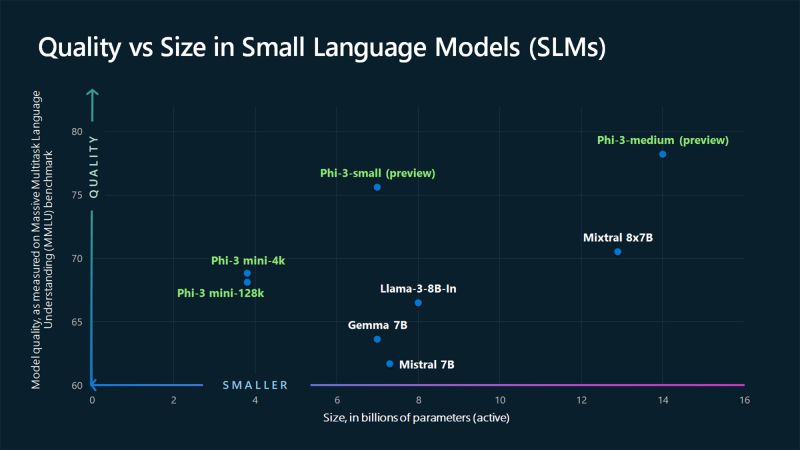 Quality vs Size in Small Language Models (SLMs)
Model quality, as measured on Massive Multitask Language
Understanding (MMLU) benchmark
QUALITY
80
75
70
65
60
Phi-3-medium (preview)
Phi-3-small (preview)
Mixtral 8x7B
Phi-3 mini-4k
Phi-3 mini-128k
Llama-3-8B-In
Gemma 7B
Mistral 7B
SMALLER
0 2 4 6 8 10 12 14 16
Size, in billions of parameters (active)